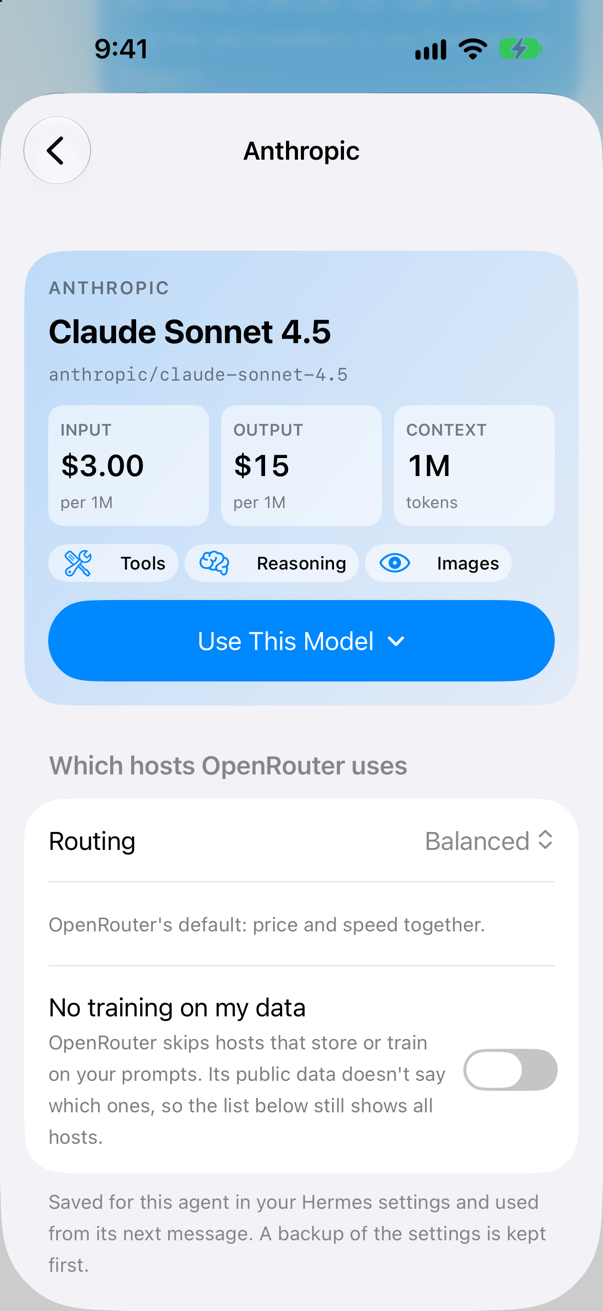 9:41
Anthropic
ANTHROPIC
Claude Sonnet 4.5
anthropic/claude-sonnet-4.5
INPUT
$3.00
per 1M
OUTPUT
$15
per 1M
CONTEXT
1M
tokens
Tools
Reasoning
Images
Use This Model
Which hosts OpenRouter uses
Routing
Balanced
OpenRouter's default: price and speed together.
No training on my data
OpenRouter skips hosts that store or train
on your prompts. Its public data doesn't say
which ones, so the list below still shows all
hosts.
Saved for this agent in your Hermes settings and used
from its next message. A backup of the settings is kept
first.